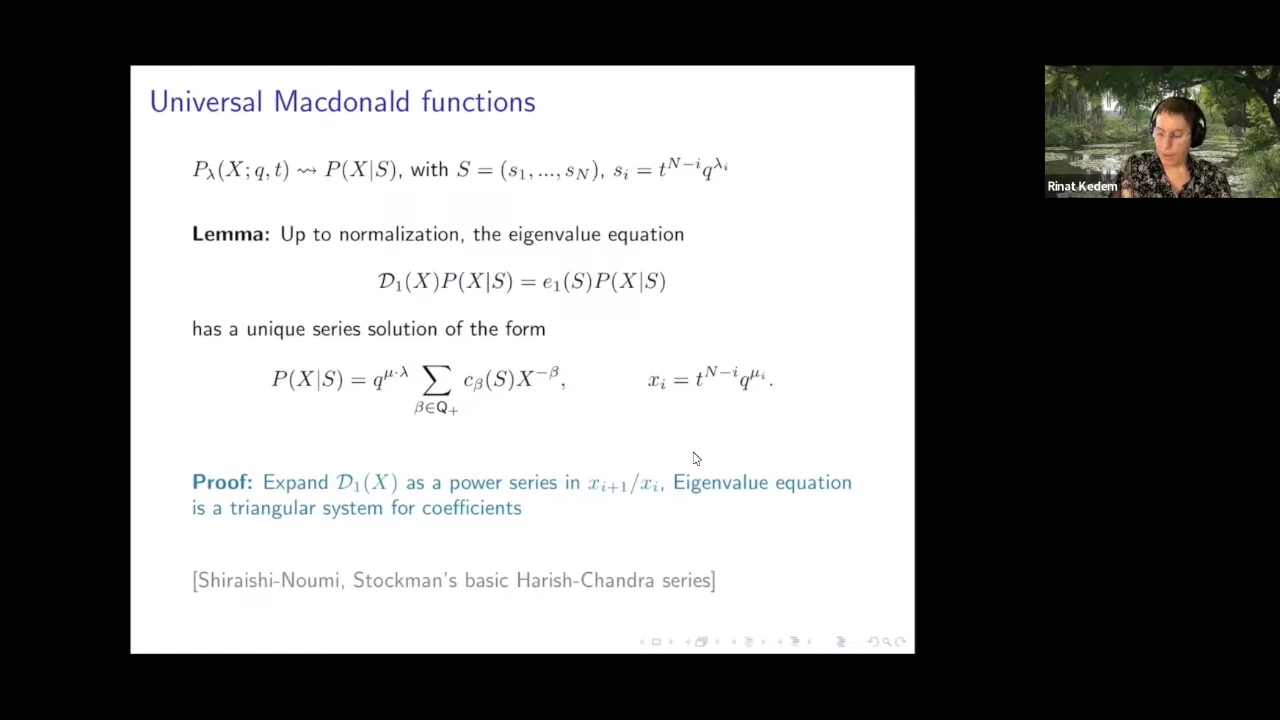 Universal Macdonald functions
P_λ(X; q, t) ⇝ P(X|S), with S = (s_1, ..., s_N), s_i = t^{N−i}q^{λ_i}
Lemma: Up to normalization, the eigenvalue equation
𝒟_1(X)P(X|S) = e_1(S)P(X|S)
has a unique series solution of the form
P(X|S) = q^{μ·λ} ∑_{β∈Q_+} c_β(S)X^{−β}, x_i = t^{N−i}q^{μ_i}.
Proof: Expand 𝒟_1(X) as a power series in x_{i+1}/x_i, Eigenvalue equation
is a triangular system for coefficients
[Shiraishi-Noumi, Stockman's basic Harish-Chandra series]
Rinat Kedem